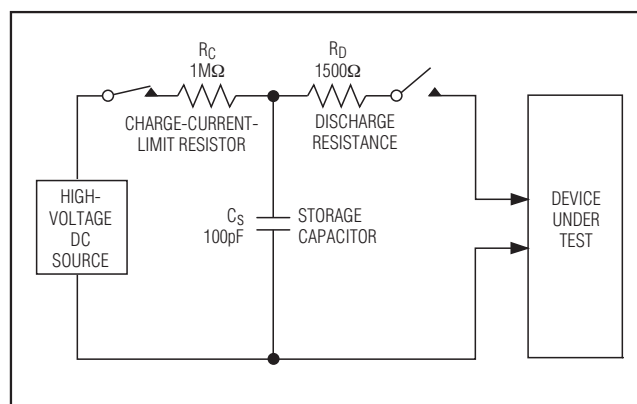 R_C
1MΩ
R_D
1500Ω
CHARGE-CURRENT-
LIMIT RESISTOR
DISCHARGE
RESISTANCE
HIGH-
VOLTAGE
DC
SOURCE
C_S
100pF
STORAGE
CAPACITOR
DEVICE
UNDER
TEST